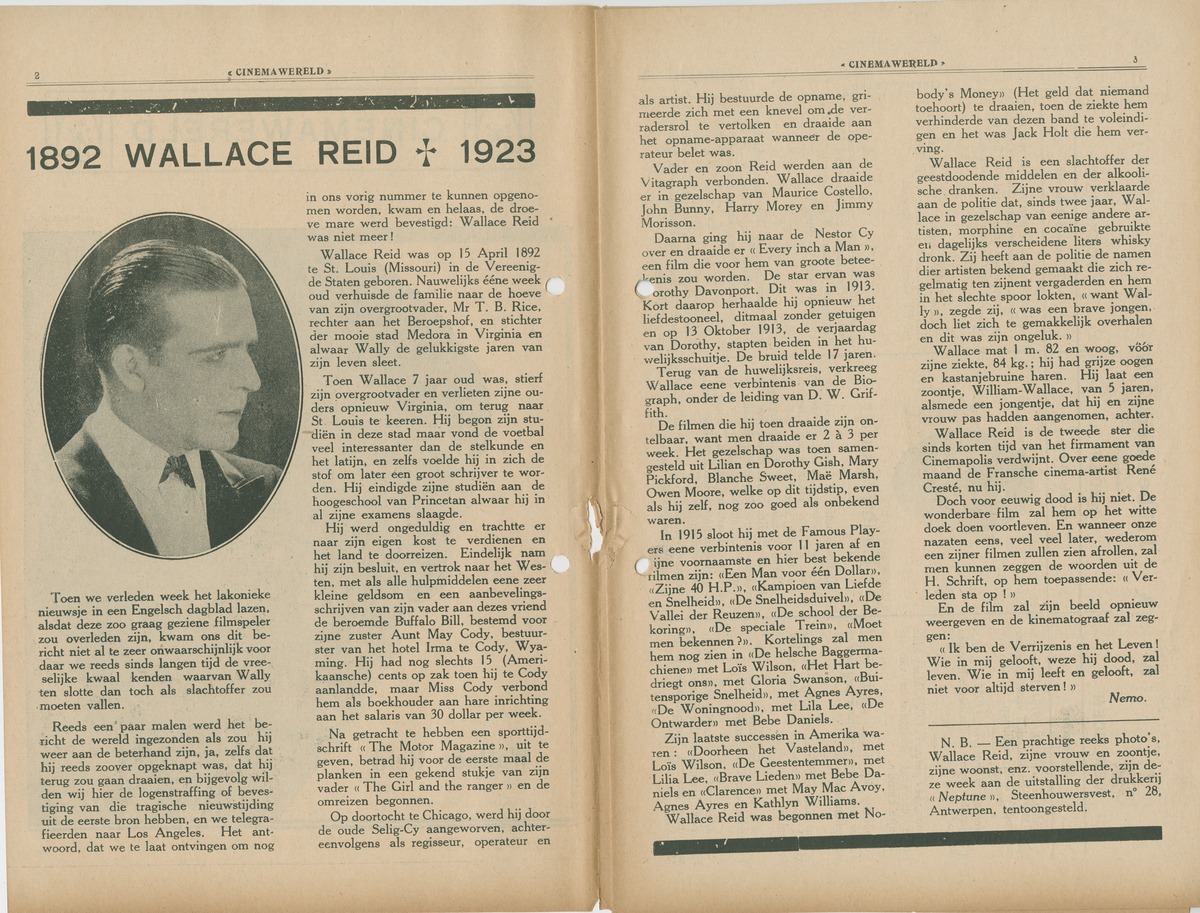 2
« CINEMAWERELD »
1892 WALLACE REID ✝ 1923
Toen we verleden week het lakonieke
nieuwsje in een Engelsch dagblad lazen,
alsdat deze zoo graag geziene filmspeler
zou overleden zijn, kwam ons dit be-
richt niet al te zeer onwaarschijnlijk voor
daar we reeds sinds langen tijd de vree-
selijke kwaal kenden waarvan Wally
ten slotte dan toch als slachtoffer zou
moeten vallen.
Reeds een paar malen werd het be-
richt de wereld ingezonden als zou hij
weer aan de beterhand zijn, ja, zelfs dat
hij reeds zoover opgeknapt was, dat hij
terug zou gaan draaien, en bijgevolg wil-
den wij hier de logenstraffing of beves-
tiging van die tragische nieuwstijding
uit de eerste bron hebben, en we telegra-
fieerden naar Los Angeles. Het ant-
woord, dat we te laat ontvingen om nog
in ons vorig nummer te kunnen opgeno-
men worden, kwam en helaas, de droe-
ve mare werd bevestigd: Wallace Reid
was niet meer!
Wallace Reid was op 15 April 1892
te St. Louis (Missouri) in de Vereenig-
de Staten geboren. Nauwelijks ééne week
oud verhuisde de familie naar de hoeve
van zijn overgrootvader, Mr T. B. Rice,
rechter aan het Beroepshof, en stichter
der mooie stad Medora in Virginia en
alwaar Wally de gelukkigste jaren van
zijn leven sleet.
Toen Wallace 7 jaar oud was, stierf
zijn overgrootvader en verlieten zijne ou-
ders opnieuw Virginia, om terug naar
St. Louis te keeren. Hij begon zijn stu-
diën in deze stad maar vond de voetbal
veel interessanter dan de stelkunde en
het latijn, en zelfs voelde hij in zich de
stof om later een groot schrijver te wor-
den. Hij eindigde zijne studiën aan de
hoogeschool van Princetan alwaar hij in
al zijne examens slaagde.
Hij werd ongeduldig en trachtte er
naar zijn eigen kost te verdienen en
het land te doorreizen. Eindelijk nam
hij zijn besluit, en vertrok naar het Wes-
ten, met als alle hulpmiddelen eene zeer
kleine geldsom en een aanbevelings-
schrijven van zijn vader aan dezes vriend
de beroemde Buffalo Bill, bestemd voor
zijne zuster Aunt May Cody, bestuur-
ster van het hotel Irma te Cody, Wya-
ming. Hij had nog slechts 15 (Ameri-
kaansche) cents op zak toen hij te Cody
aanlandde, maar Miss Cody verbond
hem als boekhouder aan hare inrichting
aan het salaris van 30 dollar per week.
Na getracht te hebben een sporttijd-
schrift « The Motor Magazine », uit te
geven, betrad hij voor de eerste maal de
planken in een gekend stukje van zijn
vader « The Girl and the ranger » en de
omreizen begonnen.
Op doortocht te Chicago, werd hij door
de oude Selig-Cy aangeworven, achter-
eenvolgens als regisseur, operateur en
« CINEMAWERELD »
3
als artist. Hij bestuurde de opname, gri-
meerde zich met een knevel om de ver-
radersrol te vertolken en draaide aan
het opname-apparaat wanneer de ope-
rateur belet was.
Vader en zoon Reid werden aan de
Vitagraph verbonden. Wallace draaide
er in gezelschap van Maurice Costello,
John Bunny, Harry Morey en Jimmy
Morisson.
Daarna ging hij naar de Nestor Cy
over en draaide er « Every inch a Man »,
een film die voor hem van groote betee-
kenis zou worden. De star ervan was
Dorothy Davonport. Dit was in 1913.
Kort daarop herhaalde hij opnieuw het
liefdestooneel, ditmaal zonder getuigen
en op 13 Oktober 1913, de verjaardag
van Dorothy, stapten beiden in het hu-
welijksschuitje. De bruid telde 17 jaren.
Terug van de huwelijksreis, verkreeg
Wallace eene verbintenis van de Bio-
graph, onder de leiding van D. W. Grif-
fith.
De filmen die hij toen draaide zijn on-
telbaar, want men draaide er 2 à 3 per
week. Het gezelschap was toen samen-
gesteld uit Lilian en Dorothy Gish, Mary
Pickford, Blanche Sweet, Maë Marsh,
Owen Moore, welke op dit tijdstip, even
als hij zelf, nog zoo goed als onbekend
waren.
In 1915 sloot hij met de Famous Play-
ers eene verbintenis voor 11 jaren af en
ijne voornaamste en hier best bekende
filmen zijn: «Een Man voor één Dollar»,
«Zijne 40 H.P.», «Kampioen van Liefde
en Snelheid», «De Snelheidsduivel», «De
Vallei der Reuzen», «De school der Be-
koring», «De speciale Trein», «Moet
men bekennen?». Kortelings zal men
hem nog zien in «De helsche Baggerma-
chiene» met Loïs Wilson, «Het Hart be-
driegt ons», met Gloria Swanson, «Bui-
tensporige Snelheid», met Agnes Ayres,
«De Woningnood», met Lila Lee, «De
Ontwarder» met Bebe Daniels.
Zijn laatste successen in Amerika wa-
ren : «Doorheen het Vasteland», met
Loïs Wilson, «De Geestentemmer», met
Lilia Lee, «Brave Lieden» met Bebe Da-
niels en «Clarence» met May Mac Avoy,
Agnes Ayres en Kathlyn Williams.
Wallace Reid was begonnen met No-
body's Money» (Het geld dat niemand
toehoort) te draaien, toen de ziekte hem
verhinderde van dezen band te voleindi-
gen en het was Jack Holt die hem ver-
ving.
Wallace Reid is een slachtoffer der
geestdoodende middelen en der alkooli-
sche dranken. Zijne vrouw verklaarde
aan de politie dat, sinds twee jaar, Wal-
lace in gezelschap van eenige andere ar-
tisten, morphine en cocaïne gebruikte
en dagelijks verscheidene liters whisky
dronk. Zij heeft aan de politie de namen
dier artisten bekend gemaakt die zich re-
gelmatig ten zijnent vergaderden en hem
in het slechte spoor lokten, « want Wal-
ly », zegde zij, « was een brave jongen,
doch liet zich te gemakkelijk overhalen
en dit was zijn ongeluk. »
Wallace mat 1 m. 82 en woog, vóór
zijne ziekte, 84 kg.; hij had grijze oogen
en kastanjebruine haren. Hij laat een
zoontje, William-Wallace, van 5 jaren,
alsmede een jongentje, dat hij en zijne
vrouw pas hadden aangenomen, achter.
Wallace Reid is de tweede ster die
sinds korten tijd van het firmament van
Cinemapolis verdwijnt. Over eene goede
maand de Fransche cinema-artist René
Cresté, nu hij.
Doch voor eeuwig dood is hij niet. De
wonderbare film zal hem op het witte
doek doen voortleven. En wanneer onze
nazaten eens, veel veel later, wederom
een zijner filmen zullen zien afrollen, zal
men kunnen zeggen de woorden uit de
H. Schrift, op hem toepassende: « Ver-
leden sta op ! »
En de film zal zijn beeld opnieuw
weergeven en de kinematograaf zal zeg-
gen:
« Ik ben de Verrijzenis en het Leven !
Wie in mij gelooft, weze hij dood, zal
leven. Wie in mij leeft en gelooft, zal
niet voor altijd sterven ! »
Nemo.
N. B. — Een prachtige reeks photo's,
Wallace Reid, zijne vrouw en zoontje,
zijne woonst, enz. voorstellende, zijn de-
ze week aan de uitstalling der drukkerij
« Neptune », Steenhouwersvest, n° 28,
Antwerpen, tentoongesteld.